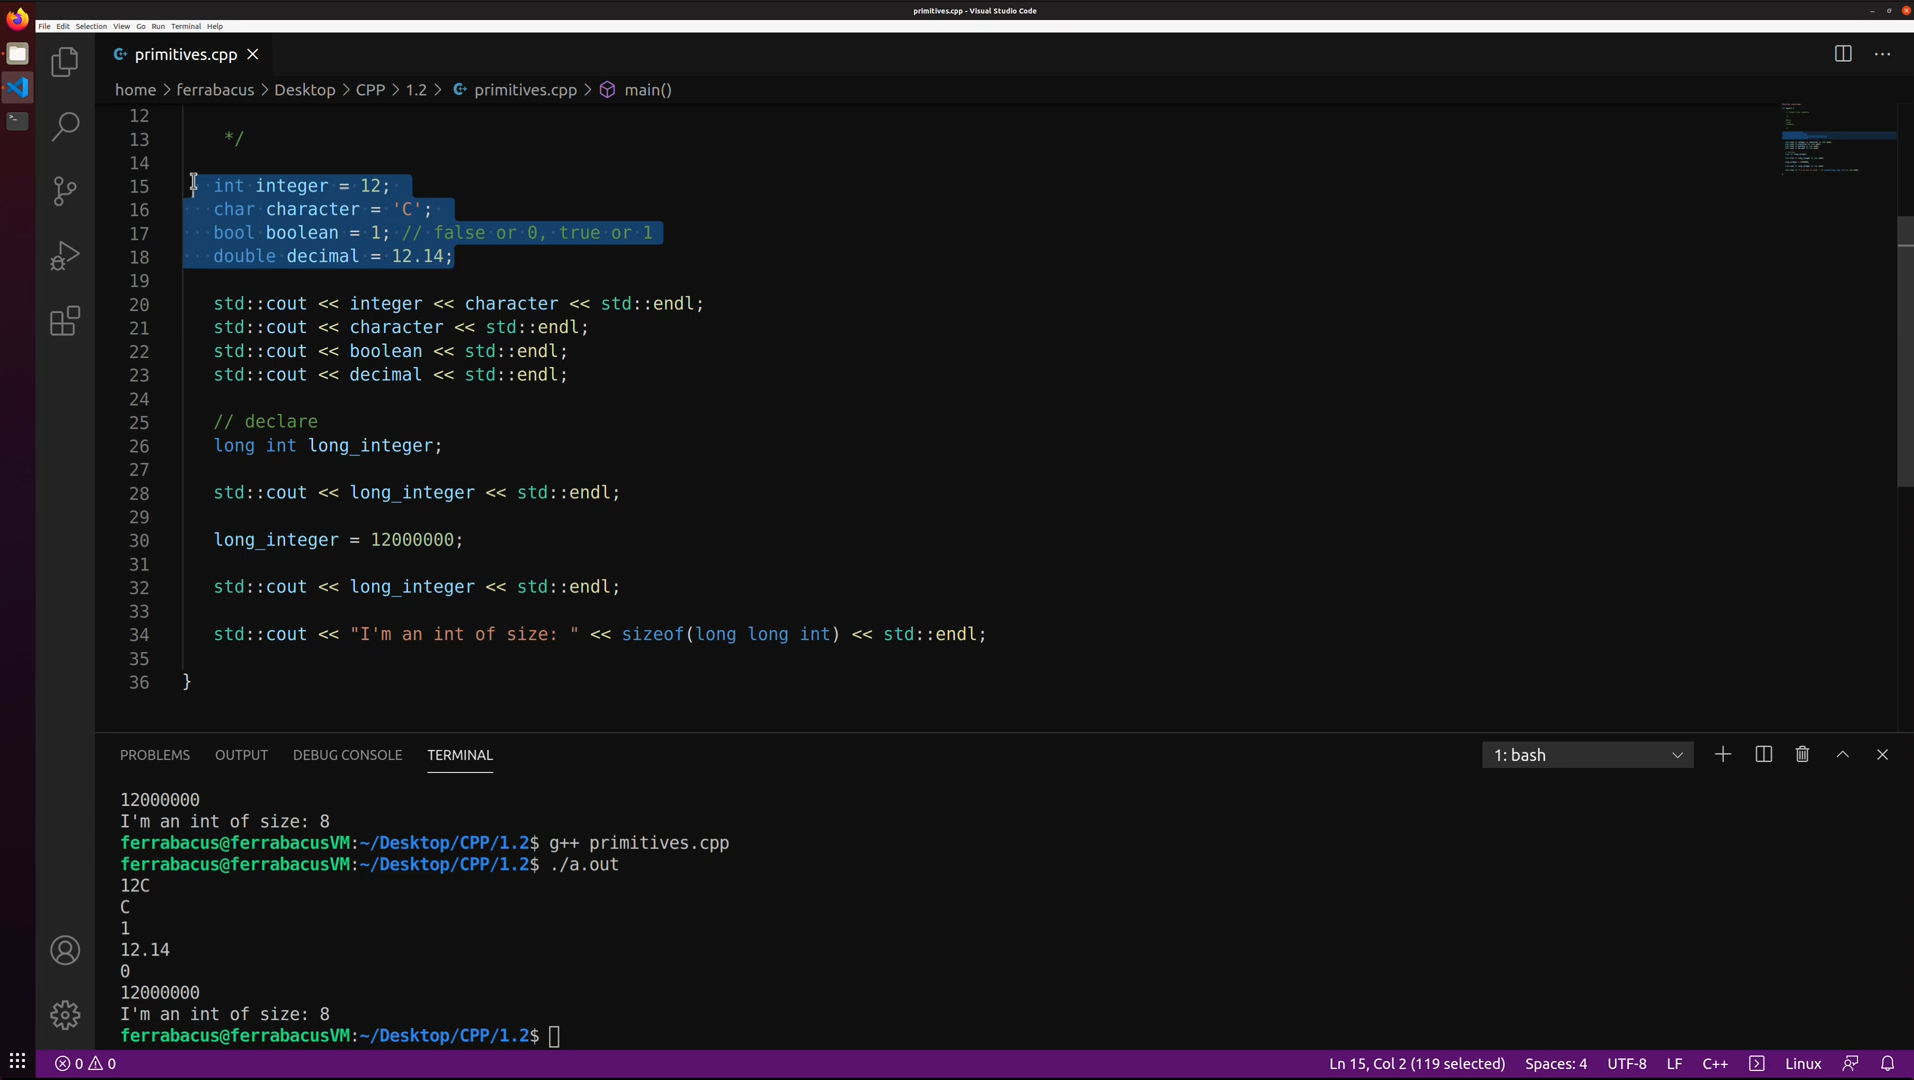 primitives.cpp - Visual Studio Code
File Edit Selection View Go Run Terminal Help
primitives.cpp
home > ferrabacus > Desktop > CPP > 1.2 > primitives.cpp > main()
12
13 */
14
15 int integer = 12;
16 char character = 'C';
17 bool boolean = 1; // false or 0, true or 1
18 double decimal = 12.14;
19
20 std::cout << integer << character << std::endl;
21 std::cout << character << std::endl;
22 std::cout << boolean << std::endl;
23 std::cout << decimal << std::endl;
24
25 // declare
26 long int long_integer;
27
28 std::cout << long_integer << std::endl;
29
30 long_integer = 12000000;
31
32 std::cout << long_integer << std::endl;
33
34 std::cout << "I'm an int of size: " << sizeof(long long int) << std::endl;
35
36 }
PROBLEMS OUTPUT DEBUG CONSOLE TERMINAL 1: bash
12000000
I'm an int of size: 8
ferrabacus@ferrabacusVM:~/Desktop/CPP/1.2$ g++ primitives.cpp
ferrabacus@ferrabacusVM:~/Desktop/CPP/1.2$ ./a.out
12C
C
1
12.14
0
12000000
I'm an int of size: 8
ferrabacus@ferrabacusVM:~/Desktop/CPP/1.2$
0 0 Ln 15, Col 2 (119 selected) Spaces: 4 UTF-8 LF C++ Linux